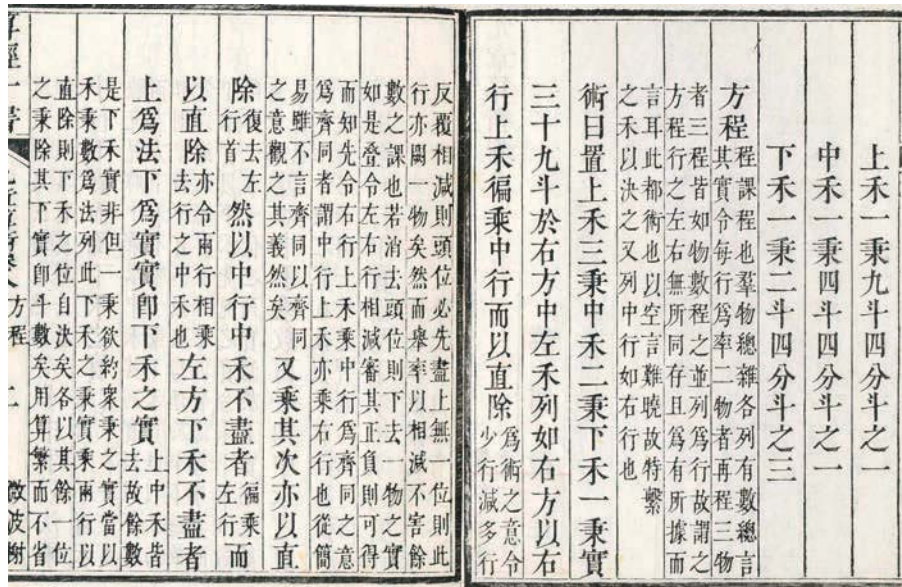 上禾一秉九斗四分斗之一
中禾一秉四斗四分斗之一
下禾一秉二斗四分斗之三
方程程課程也羣物總雜各列有數總言
其實令每行爲率二物者再程三物
者三程皆如物數程之並列爲行故謂之
方程行之左右無所同存且爲有所據而
言耳此都術也以空言難曉故特繫
之禾以決之又列中行如右行也
術曰置上禾三秉中禾二秉下禾一秉實
三十九斗於右方中左禾列如右方以右
行上禾徧乘中行而以直除爲術之意令
少行減多行
反覆相減則頭位必先盡上無一位則此
行亦闕一物矣然而舉率以相減不害餘
數之課也若消去頭位則下去一物之實
如是疊令左右行相減審其正負則可得
而知先令右行上禾乘中行爲齊同之意
爲齊同者謂中行上禾亦乘右行也從簡
易雖不言齊同以齊同
之意觀之其義然矣又乘其次亦以直
除復去左
行首然以中行中禾不盡者徧乘
左行而
以直除亦令兩行相乘
去行之中禾也左方下禾不盡者
上爲法下爲實實卽下禾之實上中禾皆
去故餘數
是下禾實非但一秉欲約衆秉之實當以
禾秉數爲法列此下禾之秉實乘兩行以
直除則下禾之位自決矣各以其餘一位
之秉除其下實卽斗數矣用算繁而不省
方程 二 微波榭